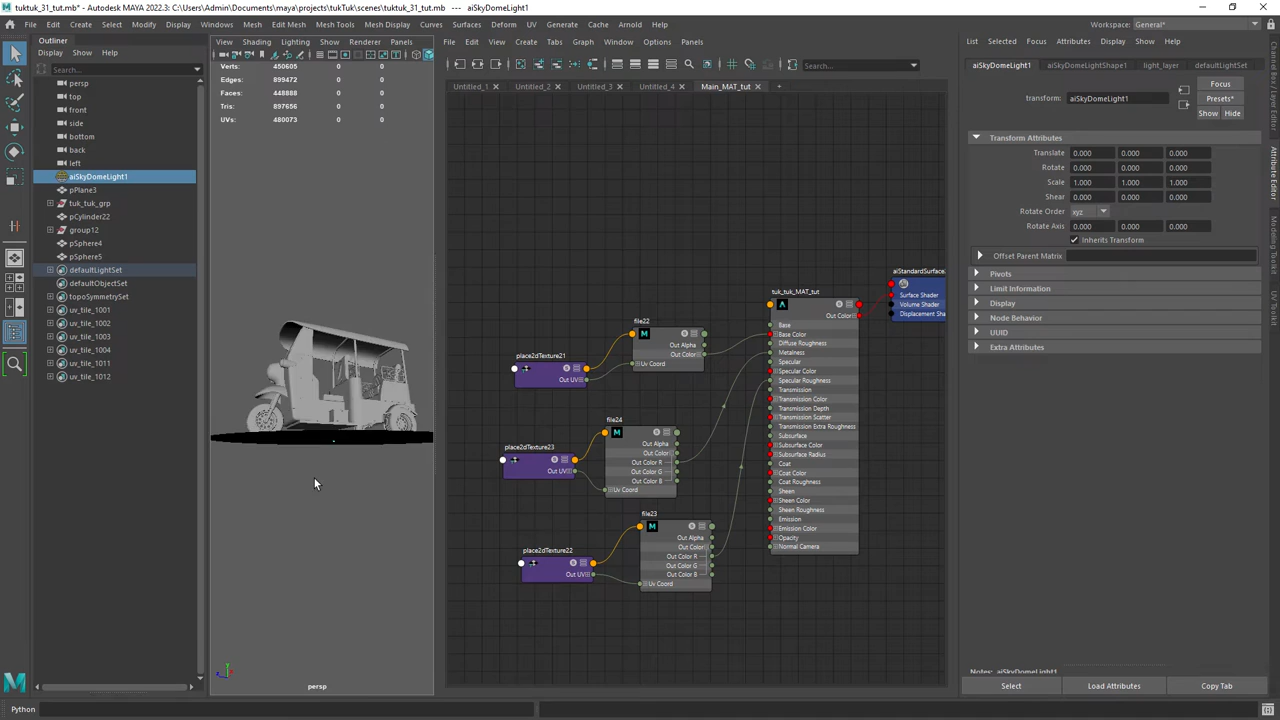 tuktuk_31_tut.mb* - Autodesk MAYA 2022.3: C:\Users\Admin\Documents\maya\projects\tukTuk\scenes\tuktuk_31_tut.mb --- aiSkyDomeLight1
File Edit Create Select Modify Display Windows Mesh Edit Mesh Mesh Tools Mesh Display Curves Surfaces Deform UV Generate Cache Arnold Help
Workspace: General*
Outliner
Display Show Help
Search...
persp
top
front
side
bottom
back
left
aiSkyDomeLight1
pPlane3
tuk_tuk_grp
pCylinder22
group12
pSphere4
pSphere5
defaultLightSet
defaultObjectSet
topoSymmetrySet
uv_tile_1001
uv_tile_1002
uv_tile_1003
uv_tile_1004
uv_tile_1011
uv_tile_1012
View Shading Lighting Show Renderer Panels
Verts: 450605 0 0
Edges: 899472 0 0
Faces: 448888 0 0
Tris: 897656 0 0
UVs: 480073 0 0
persp
File Edit View Bookmarks Create Tabs Graph Window Options Panels
Search...
Untitled_1 Untitled_2 Untitled_3 Untitled_4 Main_MAT_tut +
place2dTexture21
Out UV
file22
Out Alpha
Out Color
Uv Coord
place2dTexture23
Out UV
file24
Out Alpha
Out Color
Out Color R
Out Color G
Out Color B
Uv Coord
place2dTexture22
Out UV
file23
Out Alpha
Out Color
Out Color R
Out Color G
Out Color B
Uv Coord
tuk_tuk_MAT_tut
Out Color
Base
Base Color
Diffuse Roughness
Metalness
Specular
Specular Color
Specular Roughness
Transmission
Transmission Color
Transmission Depth
Transmission Scatter
Transmission Extra Roughness
Subsurface
Subsurface Color
Subsurface Radius
Coat
Coat Color
Coat Roughness
Sheen
Sheen Color
Sheen Roughness
Emission
Emission Color
Opacity
Normal Camera
aiStandardSurface
Surface Shader
Volume Shader
Displacement Sha
List Selected Focus Attributes Display Show Help
aiSkyDomeLight1 aiSkyDomeLightShape1 light_layer defaultLightSet
transform: aiSkyDomeLight1
Focus
Presets*
Show Hide
Transform Attributes
Translate 0.000 0.000 0.000
Rotate 0.000 0.000 0.000
Scale 1.000 1.000 1.000
Shear 0.000 0.000 0.000
Rotate Order xyz
Rotate Axis 0.000 0.000 0.000
Inherits Transform
Offset Parent Matrix
Pivots
Limit Information
Display
Node Behavior
UUID
Extra Attributes
Notes: aiSkyDomeLight1
Select Load Attributes Copy Tab
Channel Box / Layer Editor
Attribute Editor
Modeling Toolkit
UV Toolkit
Python